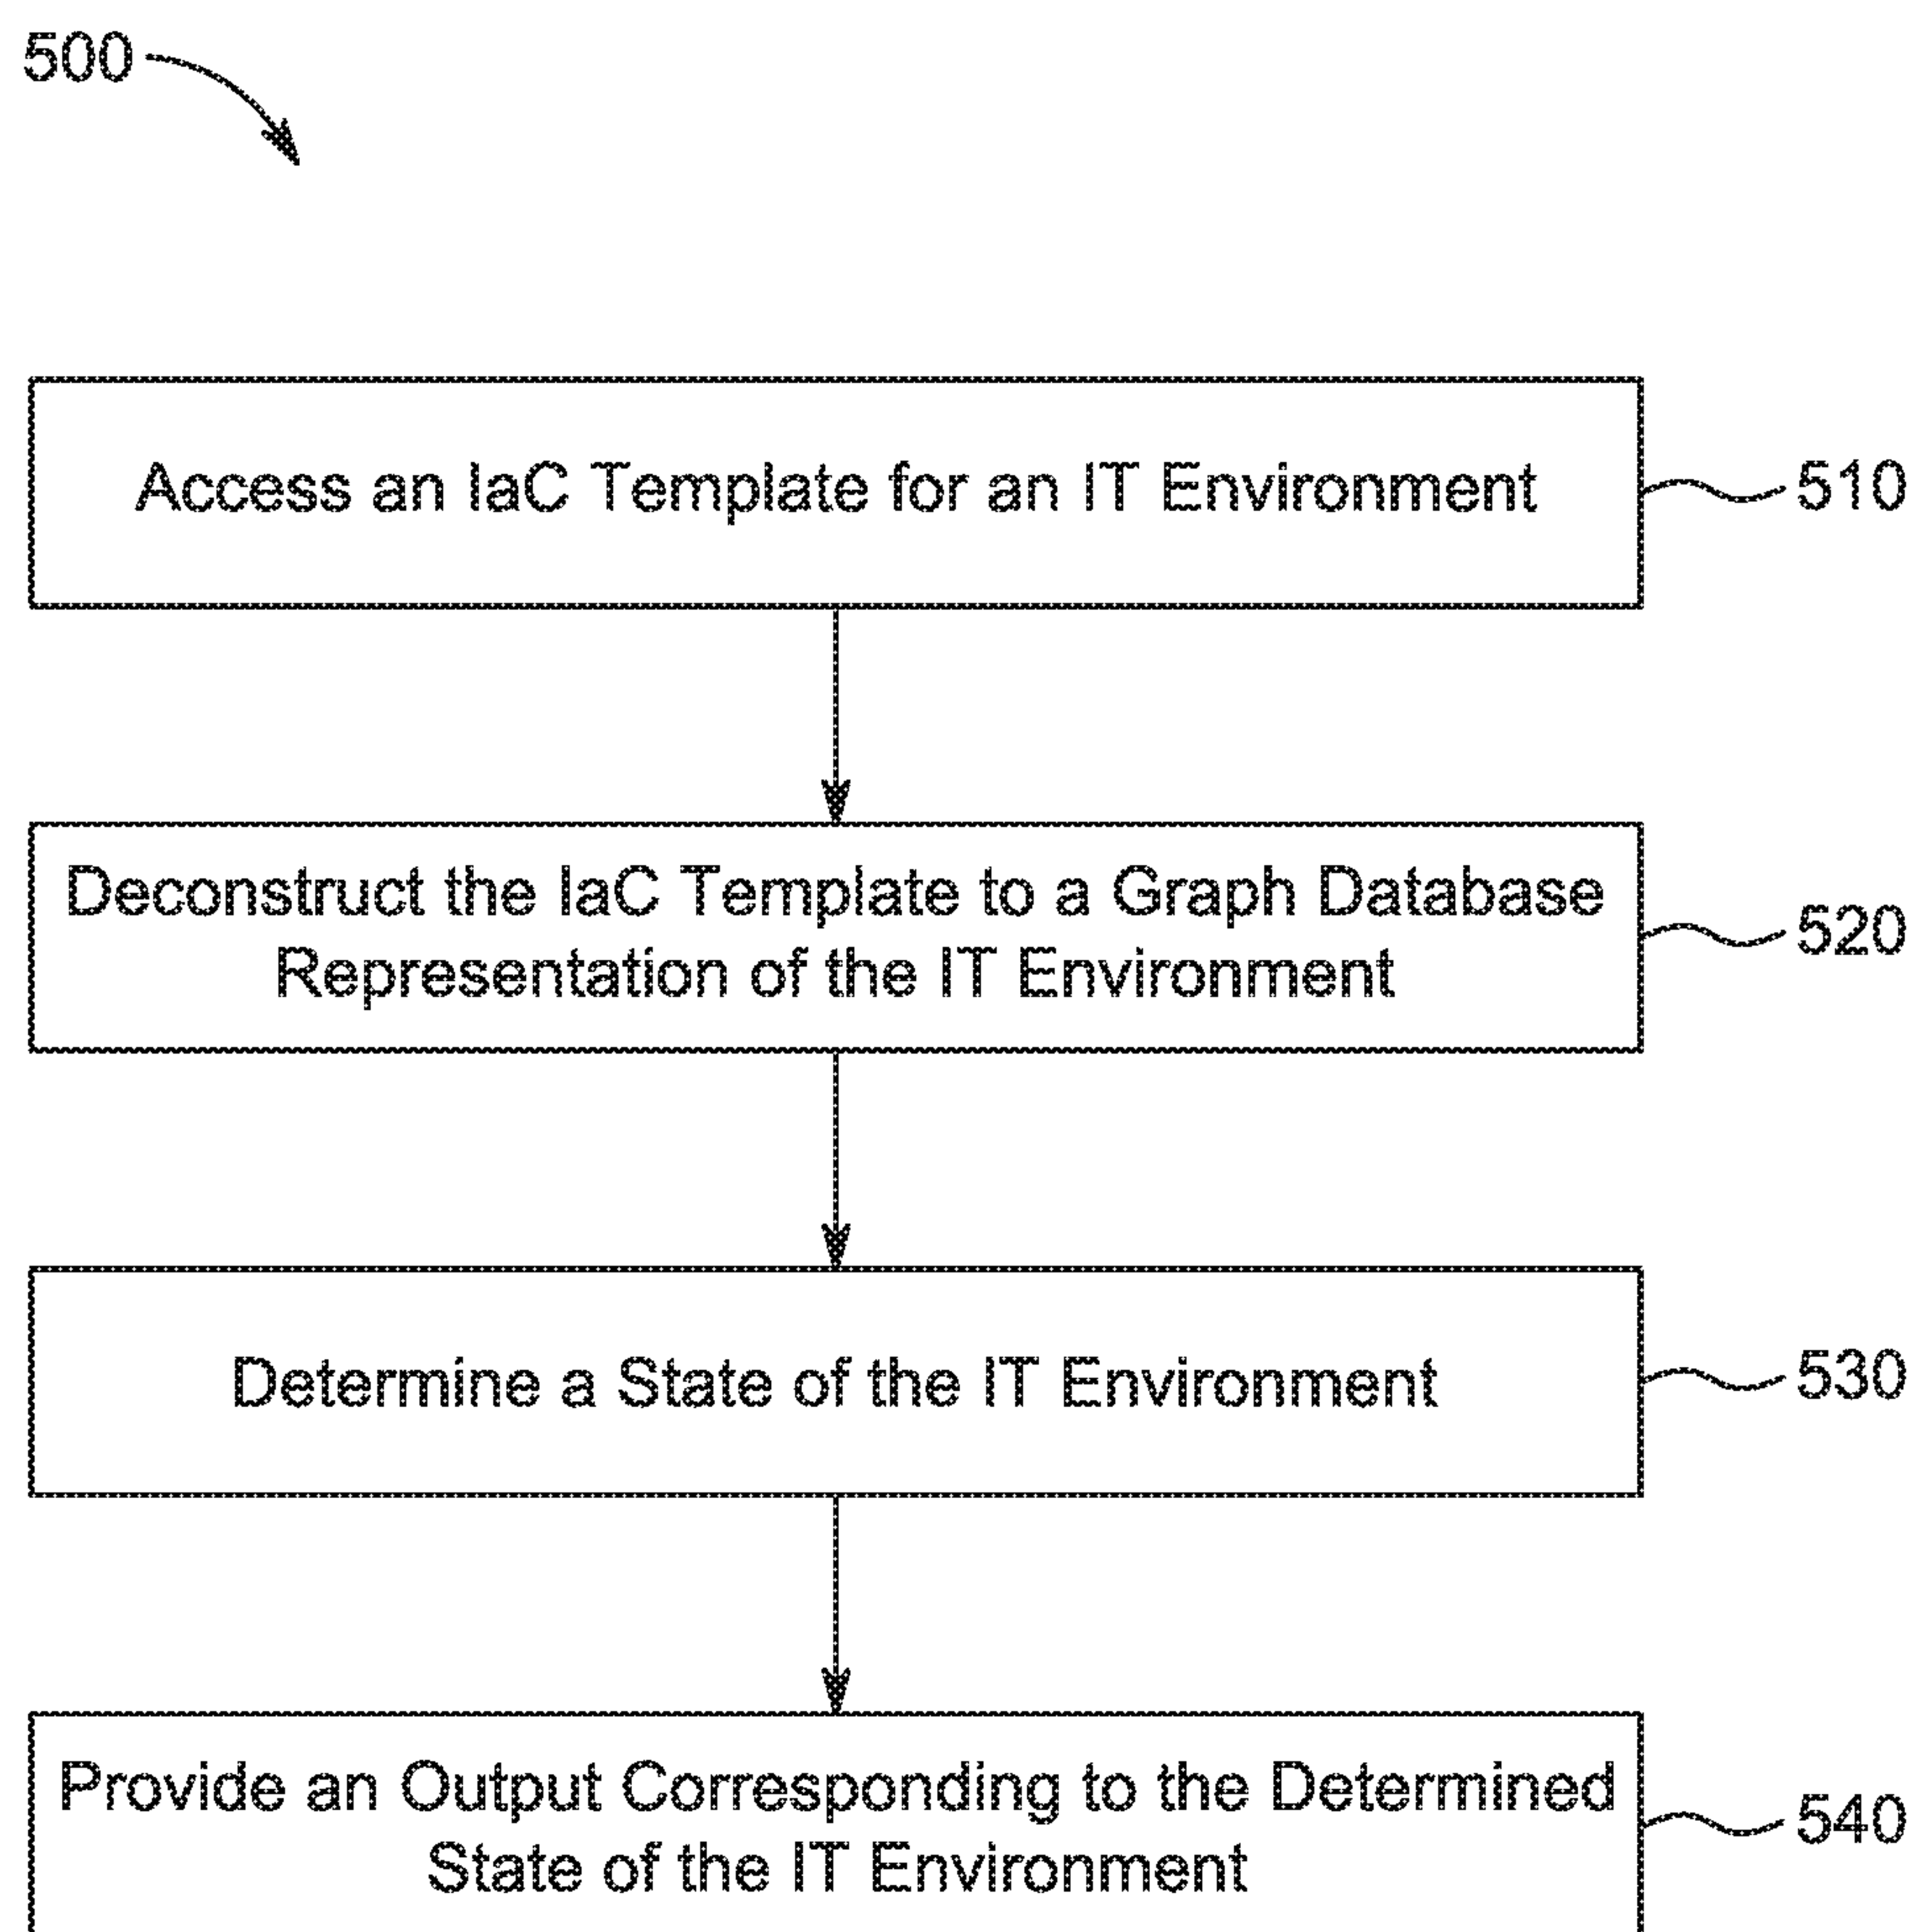 500
Access an IaC Template for an IT Environment
510
Deconstruct the IaC Template to a Graph Database
Representation of the IT Environment
520
Determine a State of the IT Environment
530
Provide an Output Corresponding to the Determined
State of the IT Environment
540